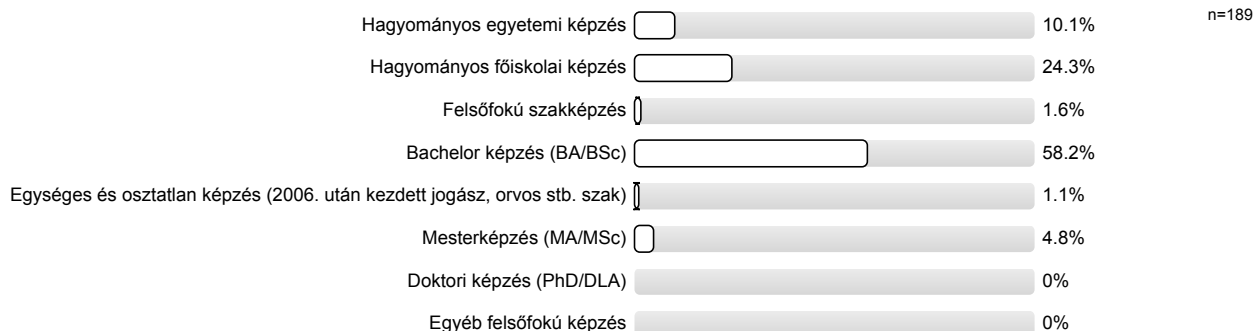 n=189
Hagyományos egyetemi képzés 10.1%
Hagyományos főiskolai képzés 24.3%
Felsőfokú szakképzés 1.6%
Bachelor képzés (BA/BSc) 58.2%
Egységes és osztatlan képzés (2006. után kezdett jogász, orvos stb. szak) 1.1%
Mesterképzés (MA/MSc) 4.8%
Doktori képzés (PhD/DLA) 0%
Egyéb felsőfokú képzés 0%